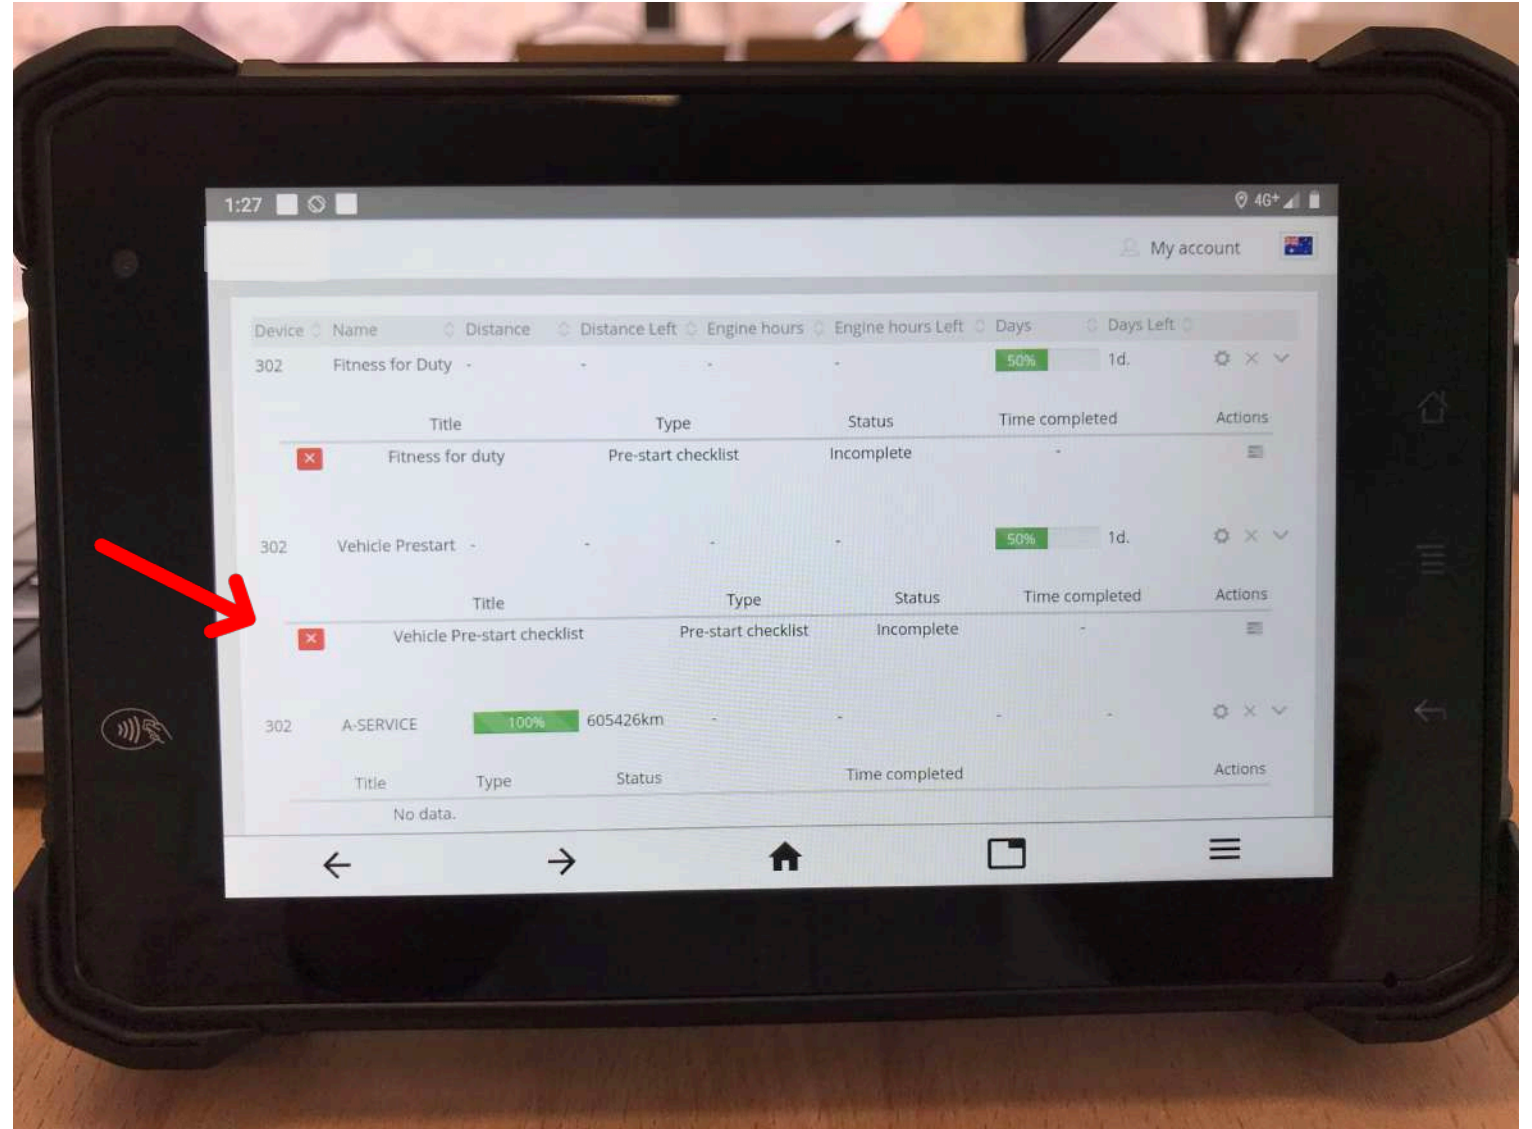 1:27 4G+
My account
Device Name Distance Distance Left Engine hours Engine hours Left Days Days Left
302 Fitness for Duty - - - - 50% 1d.
Title Type Status Time completed Actions
Fitness for duty Pre-start checklist Incomplete -
302 Vehicle Prestart - - - - 50% 1d.
Title Type Status Time completed Actions
Vehicle Pre-start checklist Pre-start checklist Incomplete -
302 A-SERVICE 100% 605426km - - - -
Title Type Status Time completed Actions
No data.